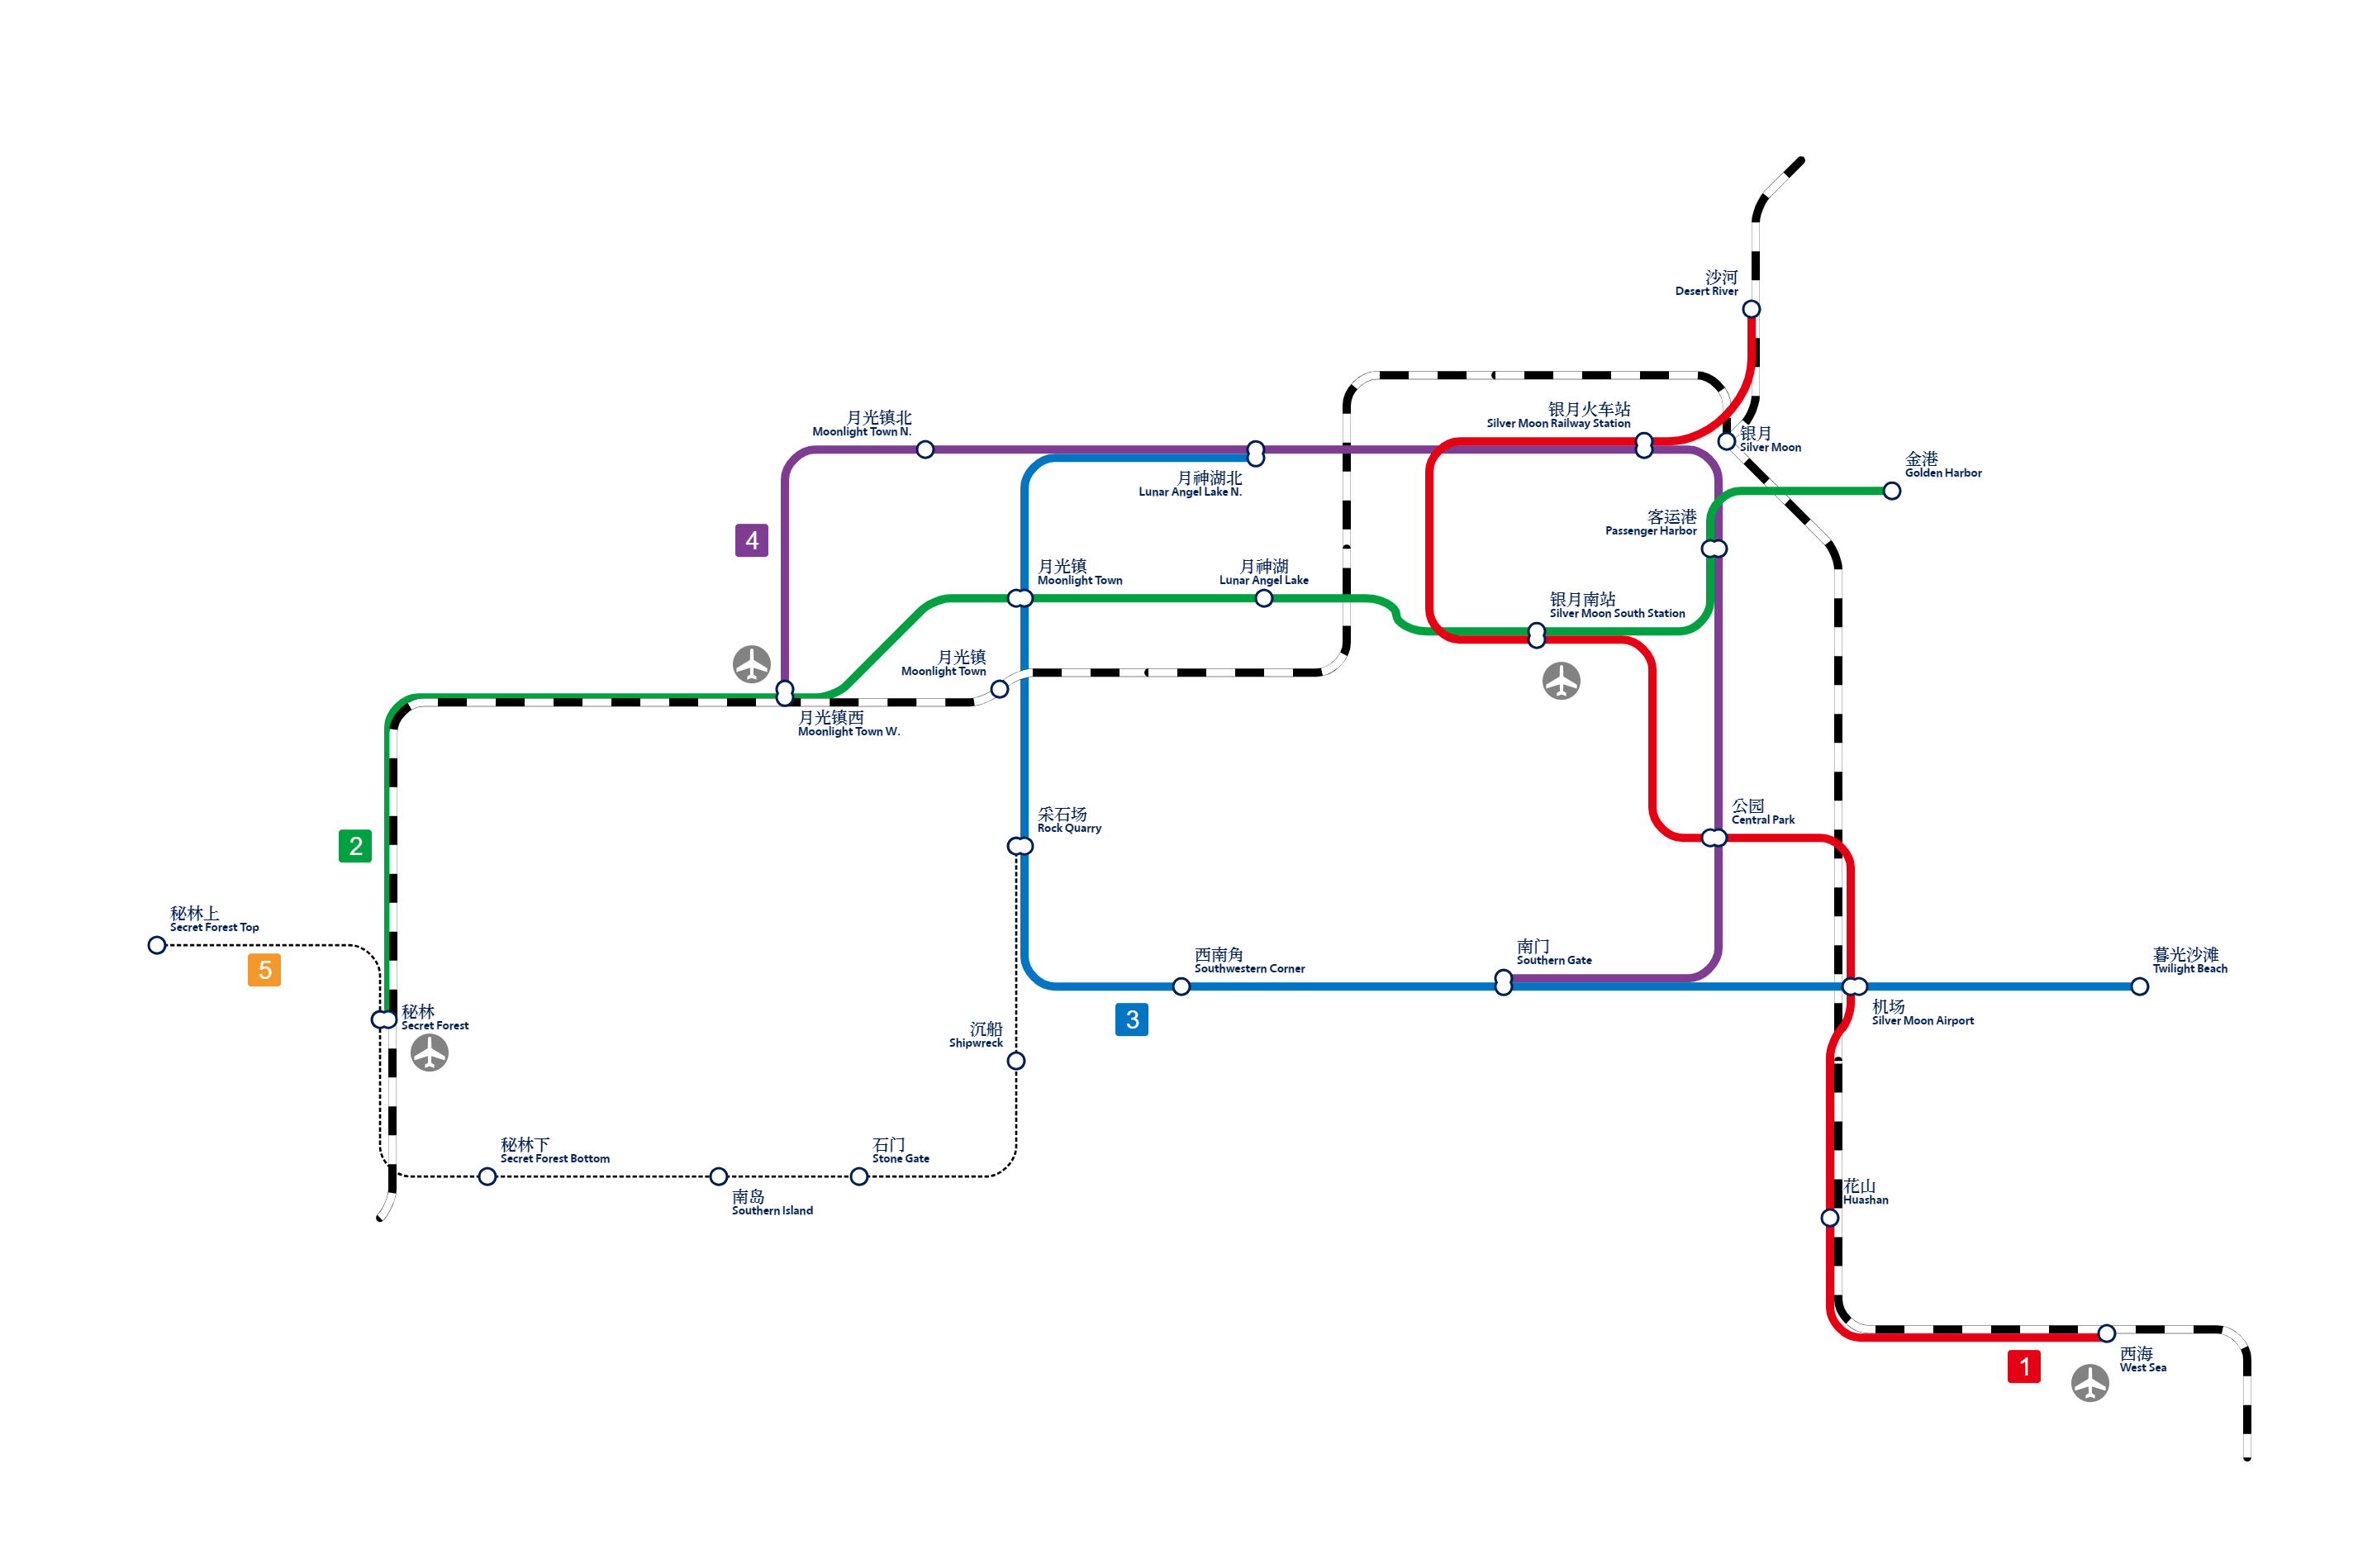 沙河
Desert River
月光镇北
Moonlight Town N.
银月火车站
Silver Moon Railway Station
银月
Silver Moon
金港
Golden Harbor
月神湖北
Lunar Angel Lake N.
客运港
Passenger Harbor
4
月光镇
Moonlight Town
月神湖
Lunar Angel Lake
银月南站
Silver Moon South Station
月光镇
Moonlight Town
月光镇西
Moonlight Town W.
采石场
Rock Quarry
公园
Central Park
2
秘林上
Secret Forest Top
5
西南角
Southwestern Corner
南门
Southern Gate
暮光沙滩
Twilight Beach
秘林
Secret Forest
沉船
Shipwreck
3
机场
Silver Moon Airport
秘林下
Secret Forest Bottom
石门
Stone Gate
南岛
Southern Island
花山
Huashan
1
西海
West Sea